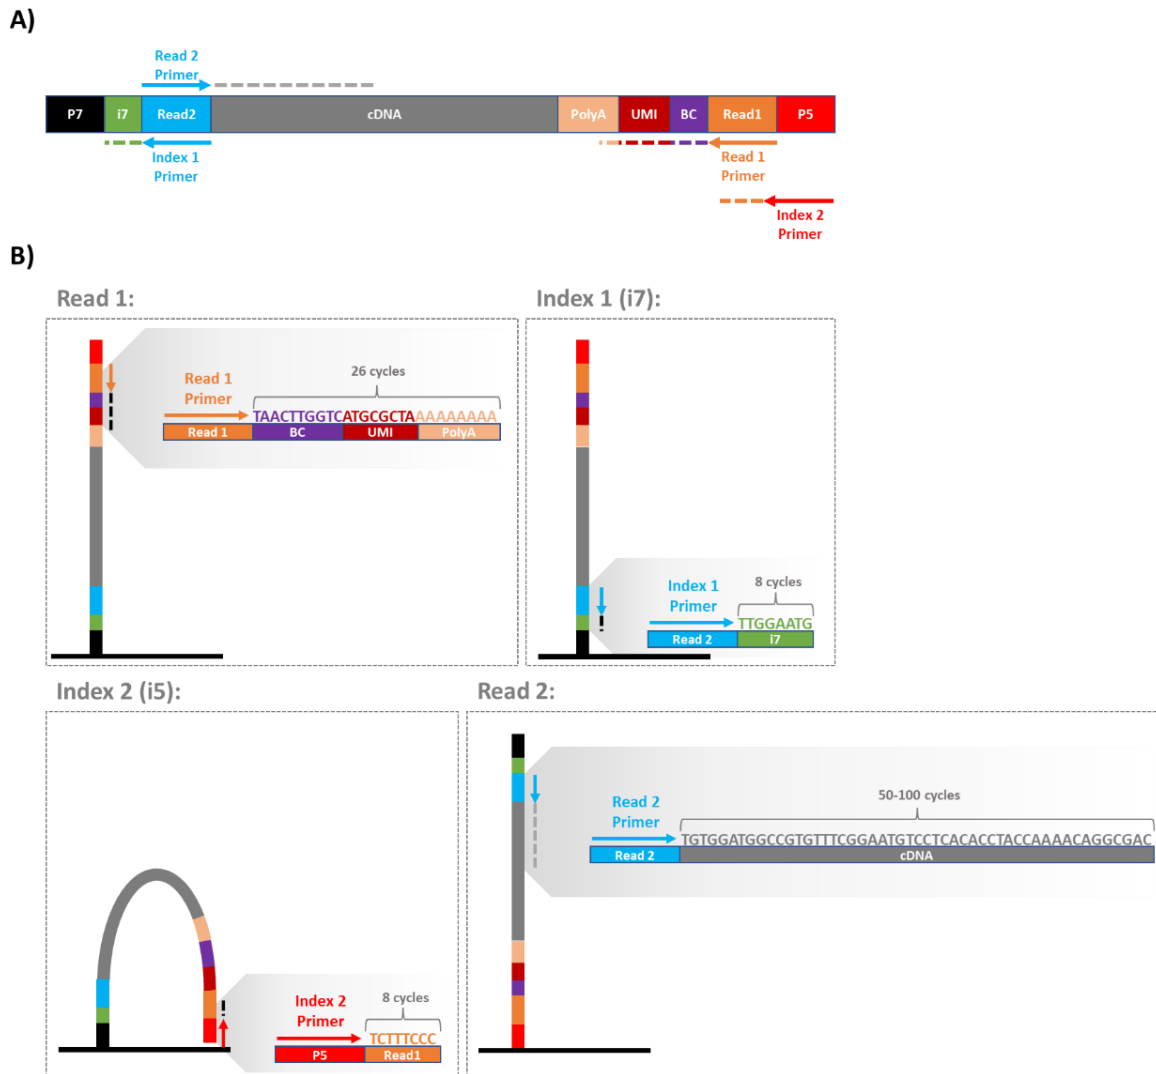 A)
Read 2
Primer
P7 i7 Read2 cDNA PolyA UMI BC Read1 P5
Index 1
Primer
Read 1
Primer
Index 2
Primer
B)
Read 1:
26 cycles
Read 1
Primer
TAACTTGGTCATGCGCTAAAAAAAAA
Read 1 BC UMI PolyA
Index 1 (i7):
8 cycles
Index 1
Primer
TTGGAATG
Read 2 i7
Index 2 (i5):
8 cycles
Index 2
Primer
TCTTTCCC
P5 Read1
Read 2:
50-100 cycles
Read 2
Primer
TGTGGATGGCCGTGTTTCGGAATGTCCTCACACCTACCAAAACAGGCGAC
Read 2 cDNA